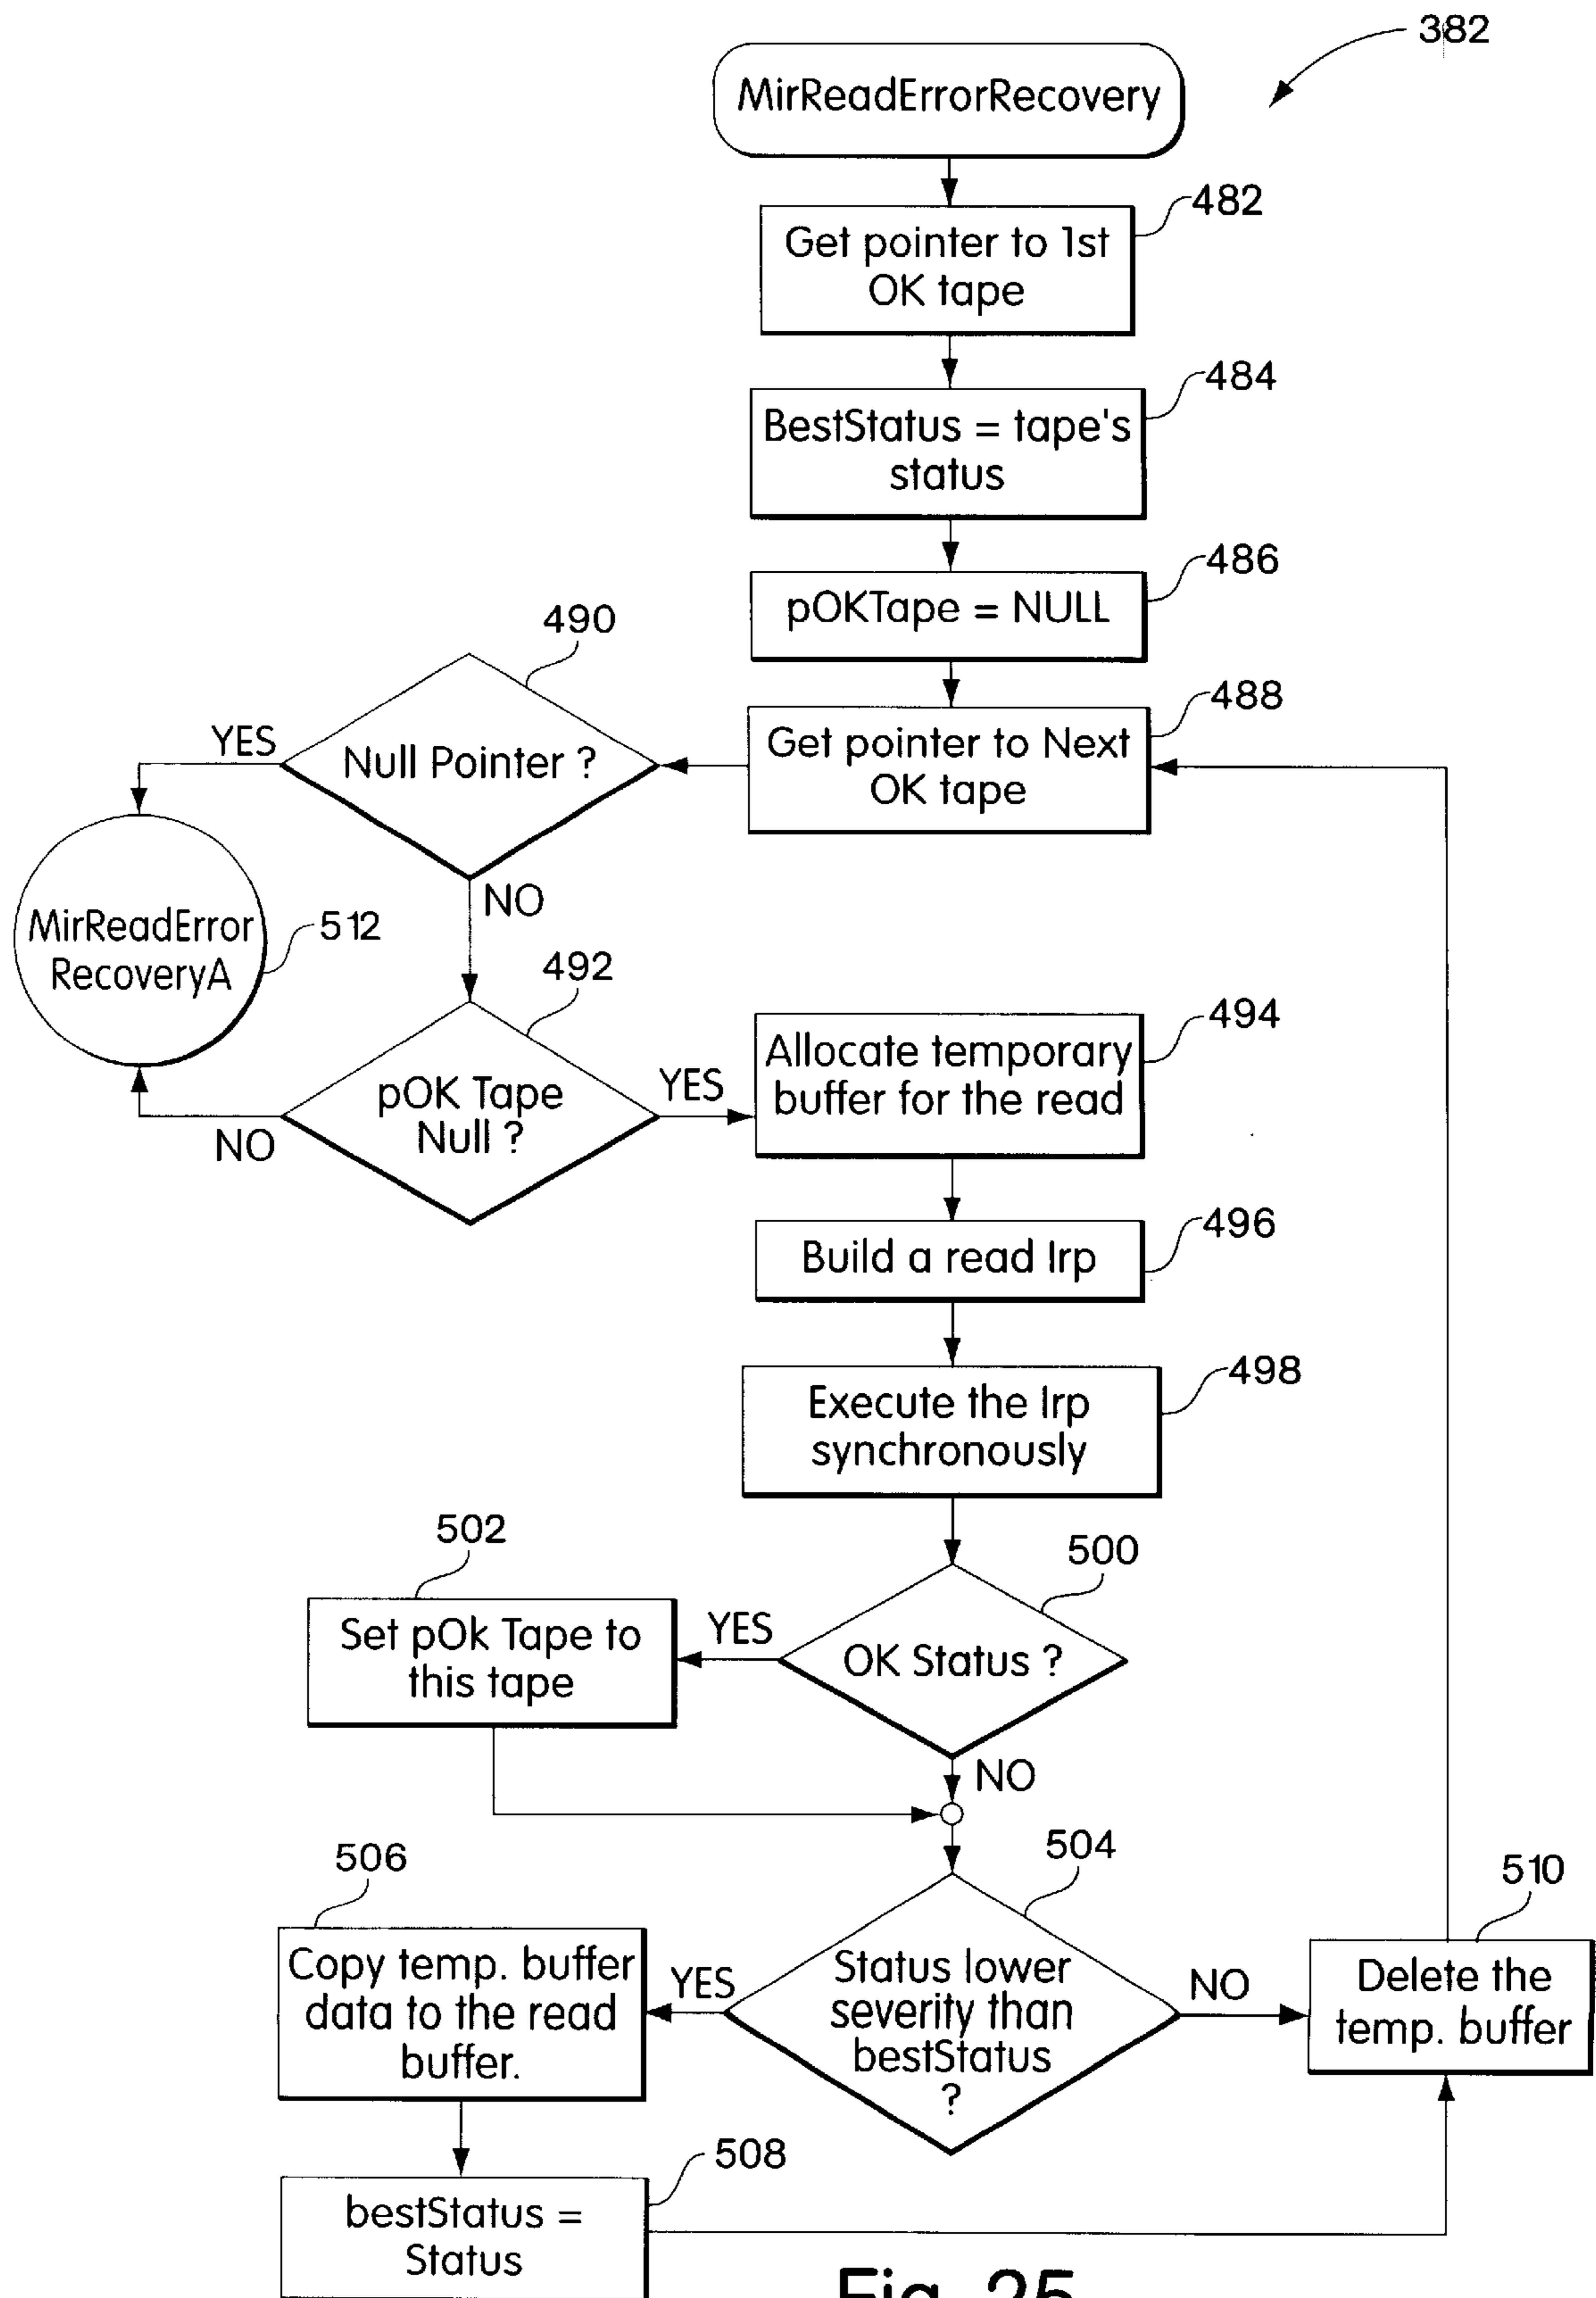 382
MirReadErrorRecovery
482
Get pointer to 1st
OK tape
484
BestStatus = tape's
status
486
pOKTape = NULL
488
Get pointer to Next
OK tape
490
Null Pointer ?
YES
NO
MirReadError
RecoveryA
512
492
pOK Tape
Null ?
YES
NO
494
Allocate temporary
buffer for the read
496
Build a read Irp
498
Execute the Irp
synchronously
500
OK Status ?
YES
NO
502
Set pOk Tape to
this tape
504
Status lower
severity than
bestStatus
?
YES
NO
506
Copy temp. buffer
data to the read
buffer.
508
bestStatus =
Status
510
Delete the
temp. buffer
Fig. 25